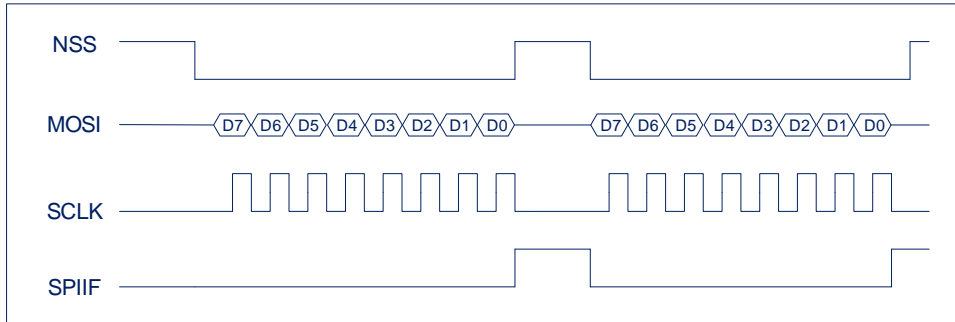 NSS
MOSI D7 D6 D5 D4 D3 D2 D1 D0 D7 D6 D5 D4 D3 D2 D1 D0
SCLK
SPIIF